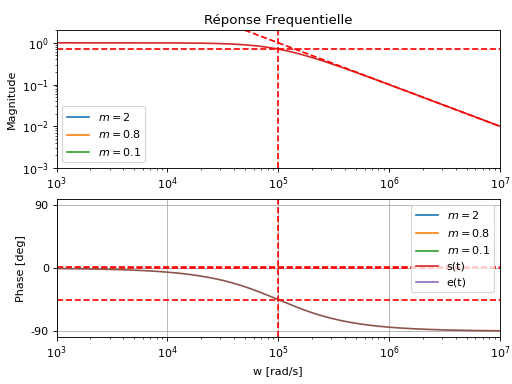 Réponse Frequentielle
Magnitude
10⁰
10⁻¹
10⁻²
10⁻³
m = 2
m = 0.8
m = 0.1
10³ 10⁴ 10⁵ 10⁶ 10⁷
Phase [deg]
90
0
-90
m = 2
m = 0.8
m = 0.1
s(t)
e(t)
10³ 10⁴ 10⁵ 10⁶ 10⁷
w [rad/s]